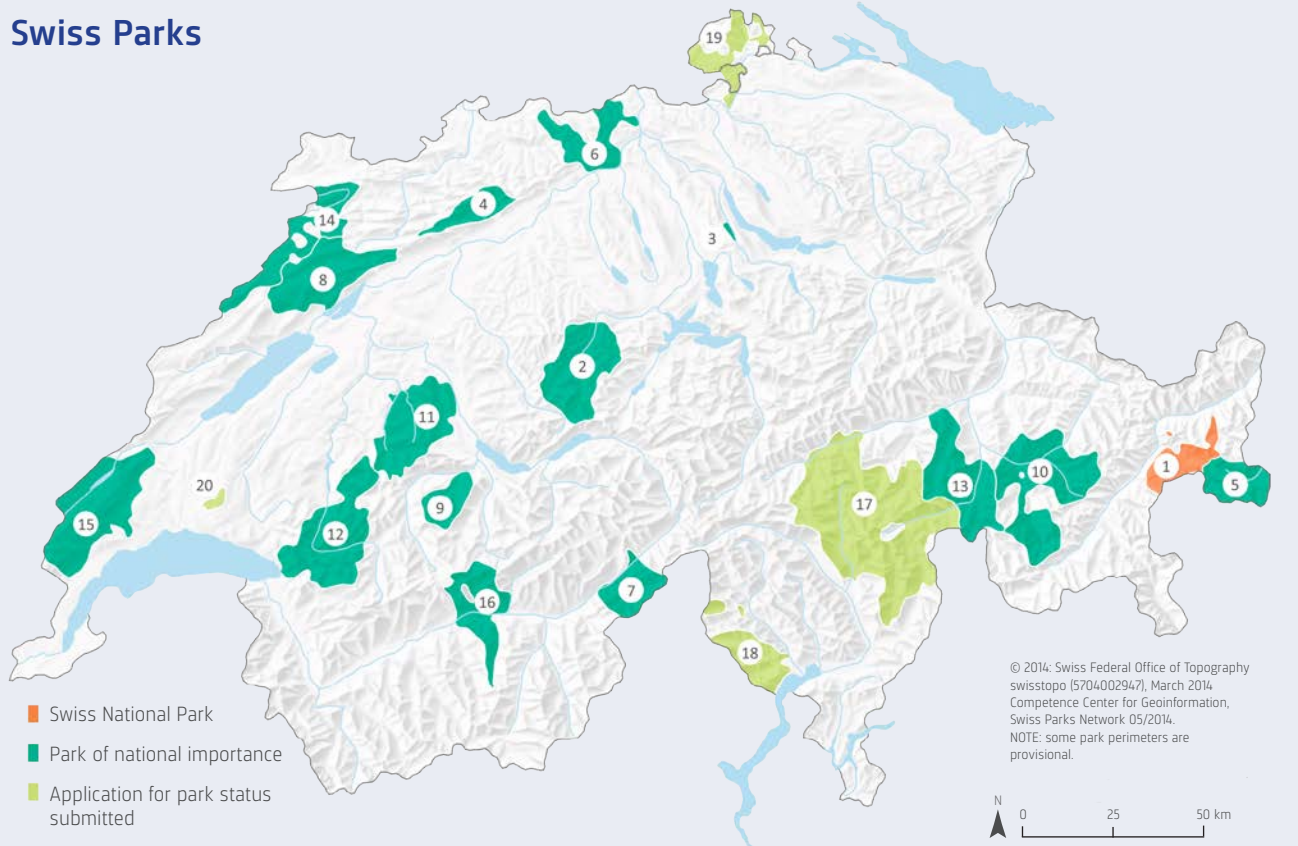 Swiss Parks
19
6
4
14
3
8
2
11
1
10
5
13
20
17
9
15
12
7
16
18
© 2014: Swiss Federal Office of Topography
swisstopo (5704002947), March 2014
Competence Center for Geoinformation,
Swiss Parks Network 05/2014.
NOTE: some park perimeters are
provisional.
Swiss National Park
Park of national importance
Application for park status
submitted
N
0 25 50 km